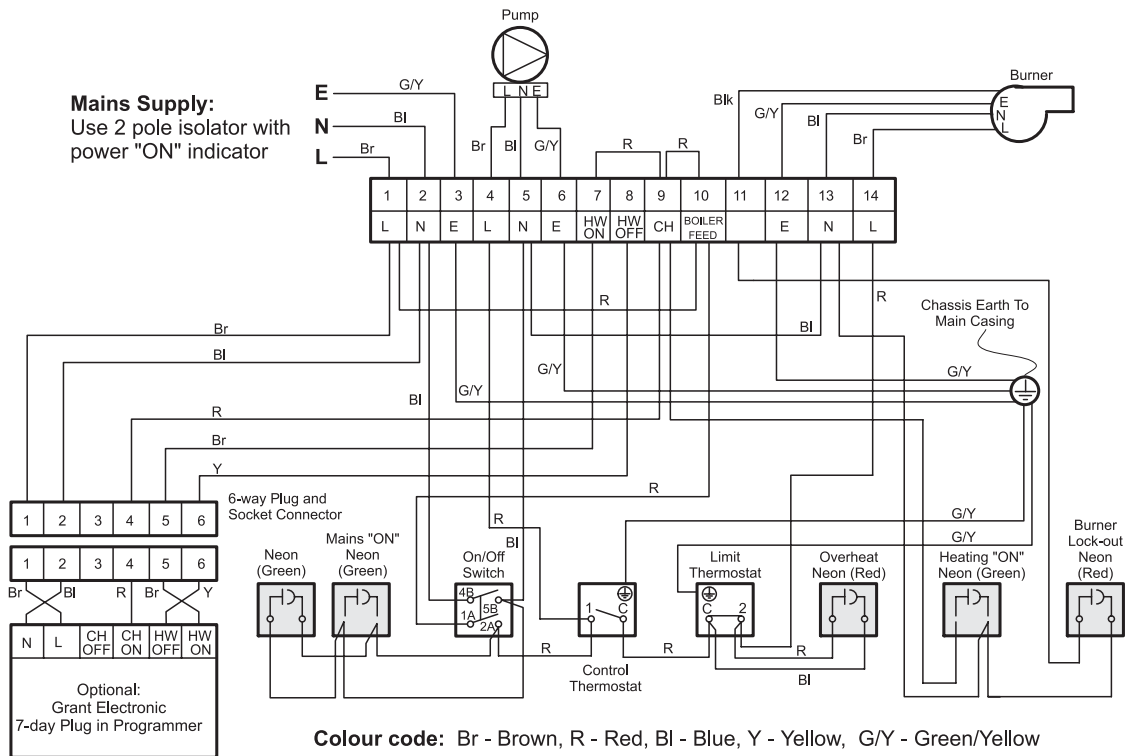 Pump
Burner
Mains Supply:
Use 2 pole isolator with
power "ON" indicator
E
N
L
G/Y
Bl
Br
L N E
Br
Bl
G/Y
R
R
Blk
G/Y
Bl
Br
E
N
L
1 2 3 4 5 6 7 8 9 10 11 12 13 14
L N E L N E HW ON HW OFF CH BOILER FEED E N L
R
R
Chassis Earth To
Main Casing
Br
Bl
Bl
Bl
G/Y
G/Y
G/Y
R
Br
Y
R
R
Bl
G/Y
G/Y
6-way Plug and
Socket Connector
1 2 3 4 5 6
1 2 3 4 5 6
Br Bl R Br Y
N L CH OFF CH ON HW OFF HW ON
Optional:
Grant Electronic
7-day Plug in Programmer
Neon
(Green)
Mains "ON"
Neon
(Green)
On/Off
Switch
4B
1A
5B
2A
1 C
Control
Thermostat
Limit
Thermostat
C 2
Overheat
Neon (Red)
Heating "ON"
Neon (Green)
Burner
Lock-out
Neon
(Red)
R
R
R
Bl
Colour code: Br - Brown, R - Red, Bl - Blue, Y - Yellow, G/Y - Green/Yellow